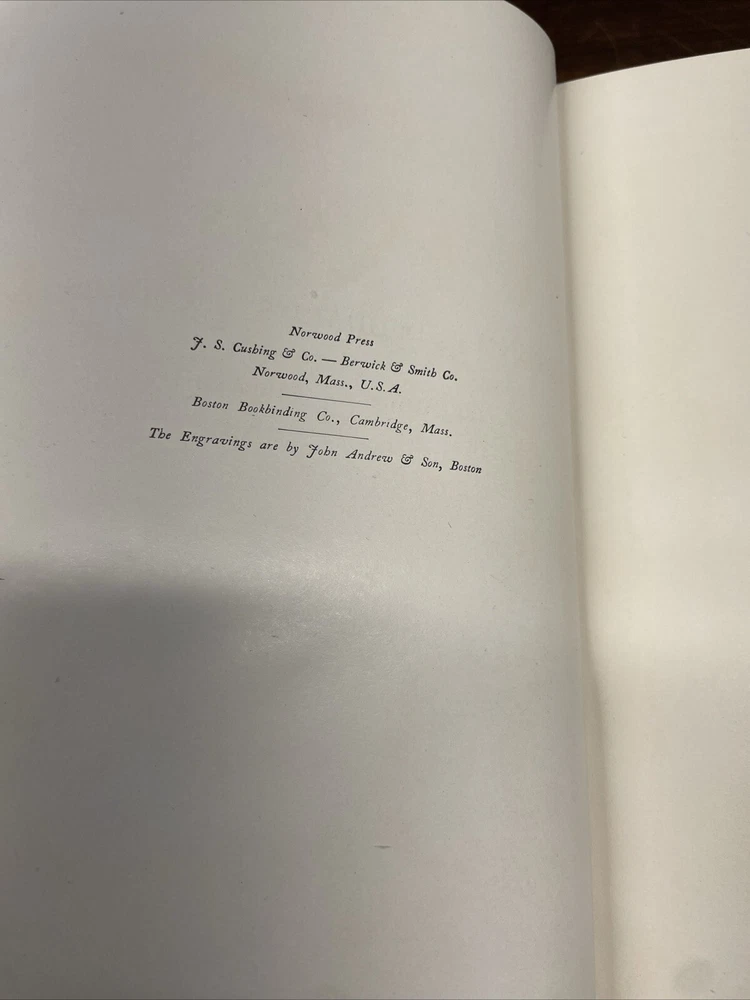 Norwood Press
J. S. Cushing & Co. — Berwick & Smith Co.
Norwood, Mass., U.S.A.
Boston Bookbinding Co., Cambridge, Mass.
The Engravings are by John Andrew & Son, Boston